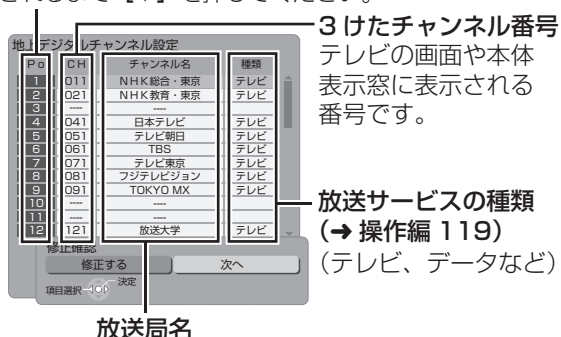 されるまで【▼】を押してください。
3 けたチャンネル番号
テレビの画面や本体
表示窓に表示される
番号です。
地上デジタルチャンネル設定
Po CH チャンネル名 種類
1 011 NHK総合・東京 テレビ
2 021 NHK教育・東京 テレビ
3 ---- ----
4 041 日本テレビ テレビ
5 051 テレビ朝日 テレビ
6 061 TBS テレビ
7 071 テレビ東京 テレビ
8 081 フジテレビジョン テレビ
9 091 TOKYO MX テレビ
10 ---- ----
11 ---- ----
12 121 放送大学 テレビ
放送サービスの種類
(➔ 操作編 119)
(テレビ、データなど)
修正確認
修正する 次へ
項目選択 決定
放送局名